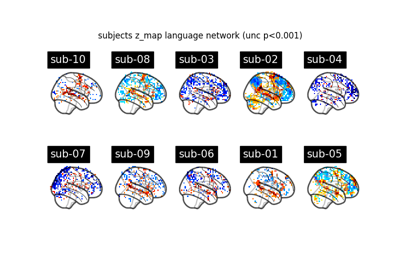 subjects z_map language network (unc p<0.001)
sub-10 sub-08 sub-03 sub-02 sub-04
sub-07 sub-09 sub-06 sub-01 sub-05